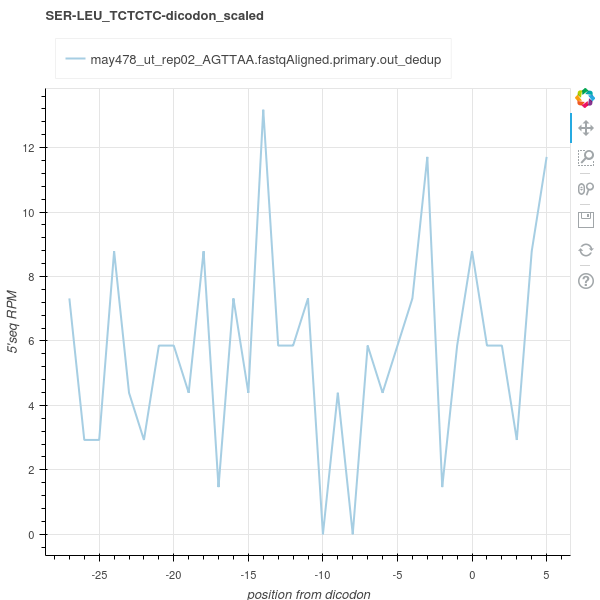 SER-LEU_TCTCTC-dicodon_scaled
may478_ut_rep02_AGTTAA.fastqAligned.primary.out_dedup
12
10
8
6
4
2
0
5'seq RPM
-25 -20 -15 -10 -5 0 5
position from dicodon